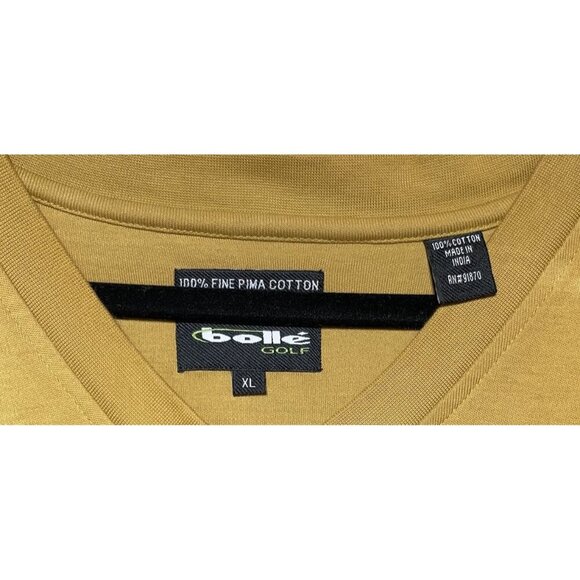 100% FINE PIMA COTTON
bollé
GOLF
XL
100% COTTON
MADE IN
INDIA
RN#91870